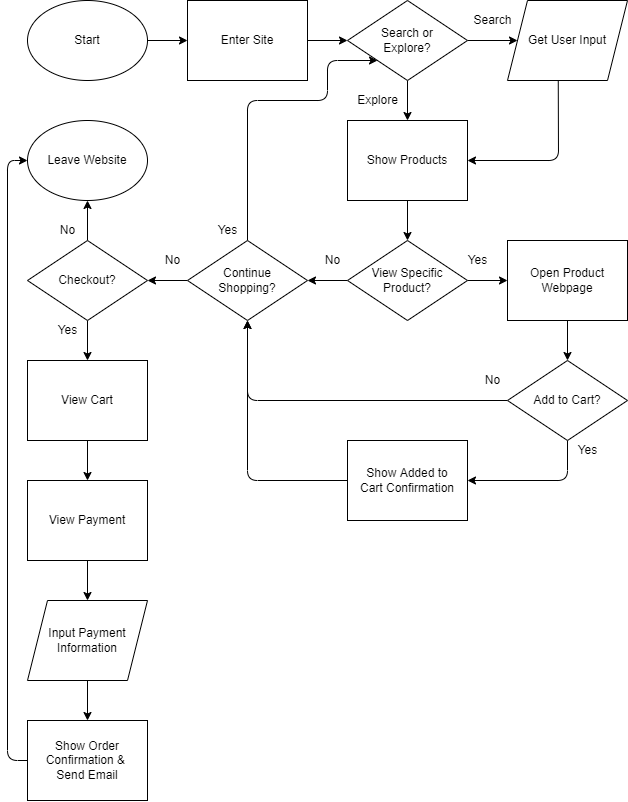 Start
Enter Site
Search or
Explore?
Search
Get User Input
Explore
Leave Website
Show Products
No
Yes
Checkout?
No
Continue
Shopping?
No
View Specific
Product?
Yes
Open Product
Webpage
Yes
View Cart
No
Add to Cart?
Yes
Show Added to
Cart Confirmation
View Payment
Input Payment
Information
Show Order
Confirmation &
Send Email